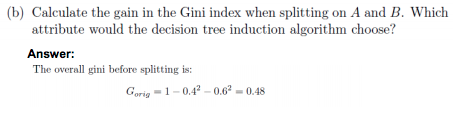 (b) Calculate the gain in the Gini index when splitting on A and B. Which
attribute would the decision tree induction algorithm choose?
Answer:
The overall gini before splitting is:
G_orig = 1 − 0.4² − 0.6² = 0.48